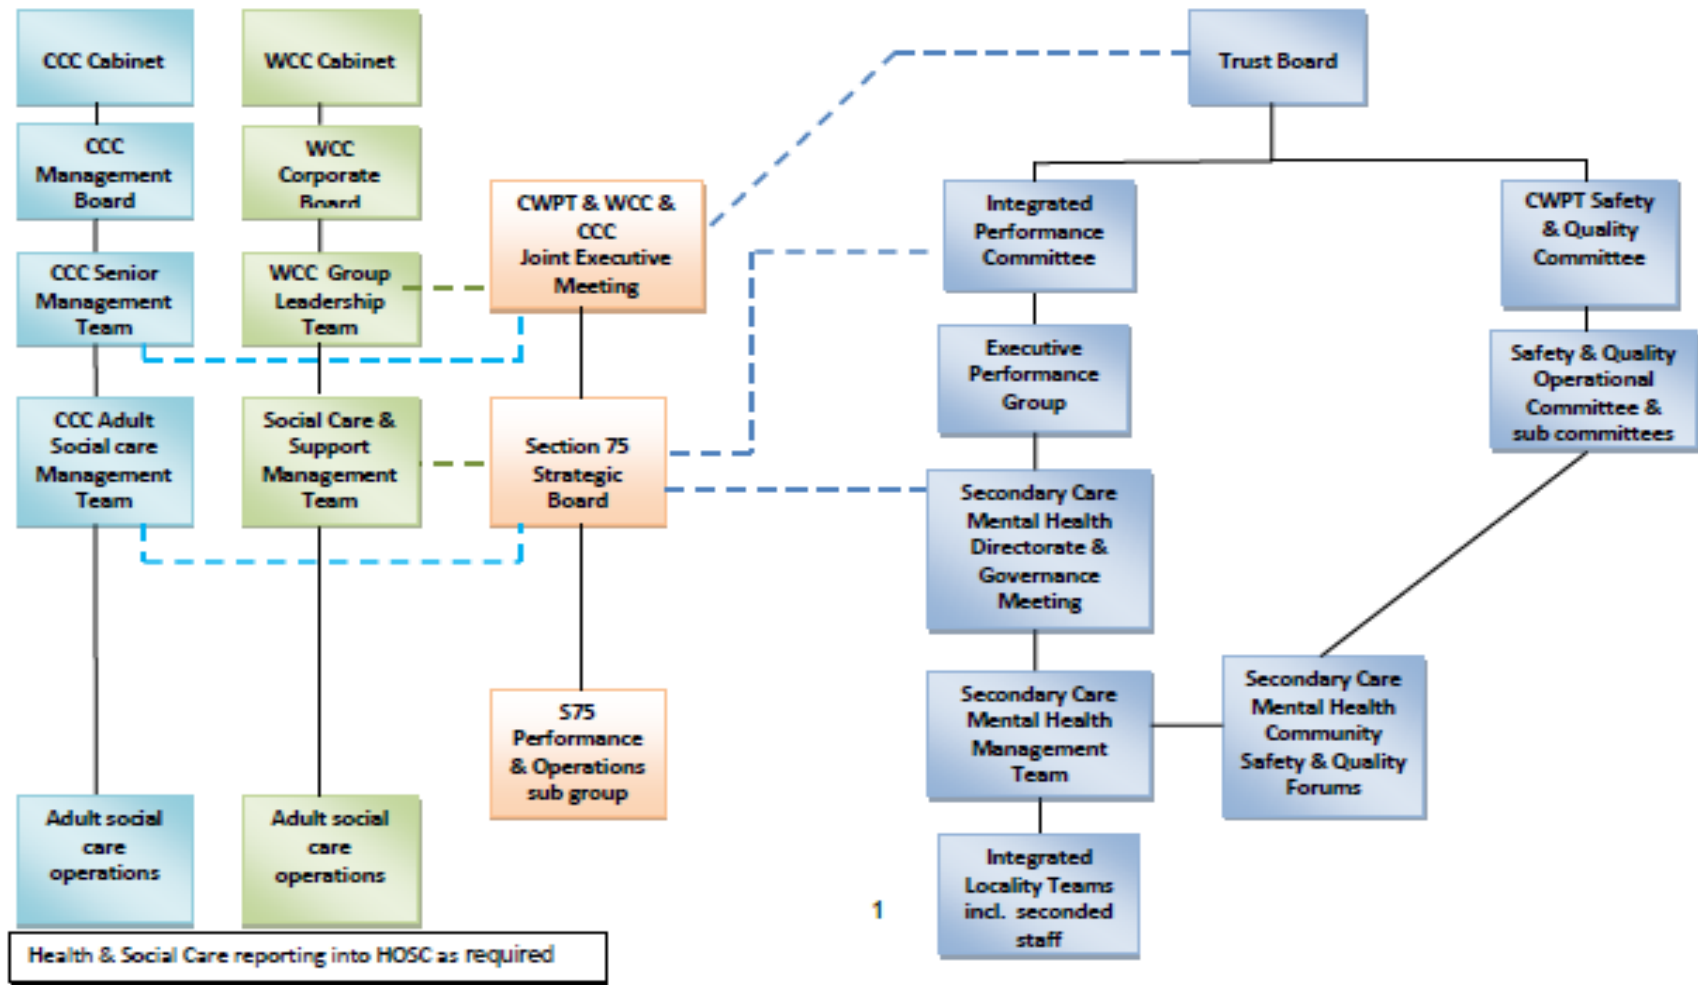 CCC Cabinet
CCC
Management
Board
CCC Senior
Management
Team
CCC Adult
Social care
Management
Team
Adult social
care
operations
WCC Cabinet
WCC
Corporate
Board
WCC Group
Leadership
Team
Social Care &
Support
Management
Team
Adult social
care
operations
CWPT & WCC &
CCC
Joint Executive
Meeting
Section 75
Strategic
Board
S75
Performance
& Operations
sub group
Trust Board
Integrated
Performance
Committee
Executive
Performance
Group
Secondary Care
Mental Health
Directorate &
Governance
Meeting
Secondary Care
Mental Health
Management
Team
Integrated
Locality Teams
incl. seconded
staff
CWPT Safety
& Quality
Committee
Safety & Quality
Operational
Committee &
sub committees
Secondary Care
Mental Health
Community
Safety & Quality
Forums
1
Health & Social Care reporting into HOSC as required